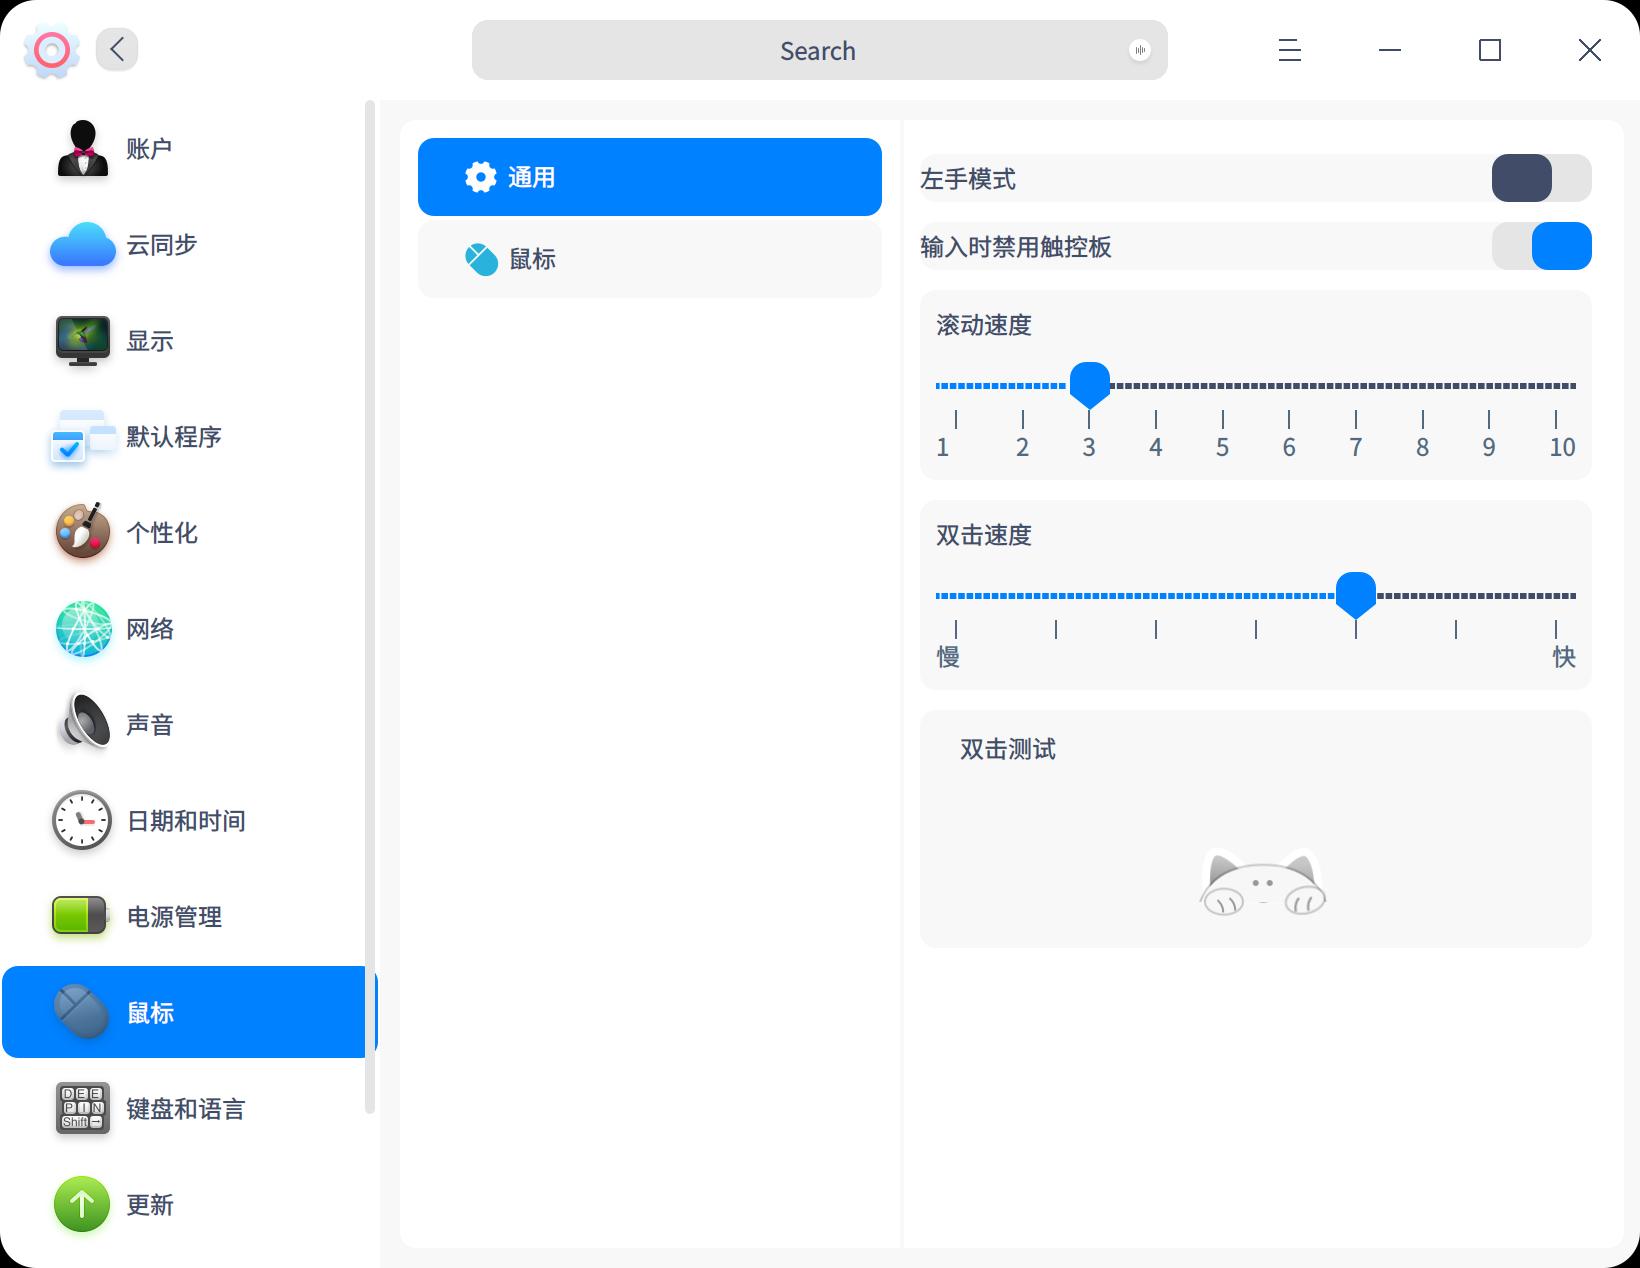 Search
账户
云同步
显示
默认程序
个性化
网络
声音
日期和时间
电源管理
鼠标
键盘和语言
DEE
PIN
Shift→
更新
通用
鼠标
左手模式
输入时禁用触控板
滚动速度
1 2 3 4 5 6 7 8 9 10
双击速度
慢 快
双击测试